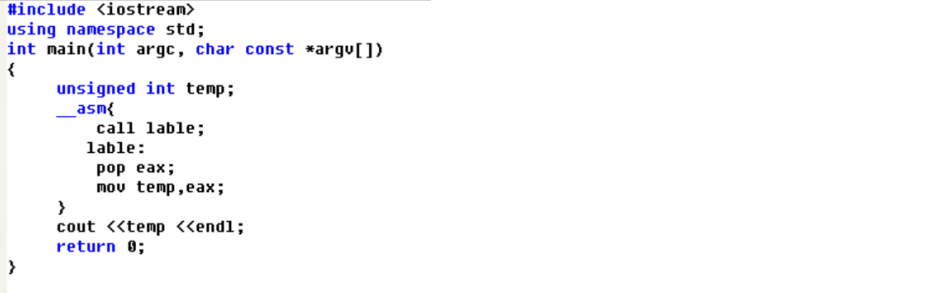 #include <iostream>
using namespace std;
int main(int argc, char const *argv[])
{
unsigned int temp;
__asm{
call lable;
lable:
pop eax;
mov temp,eax;
}
cout <<temp <<endl;
return 0;
}